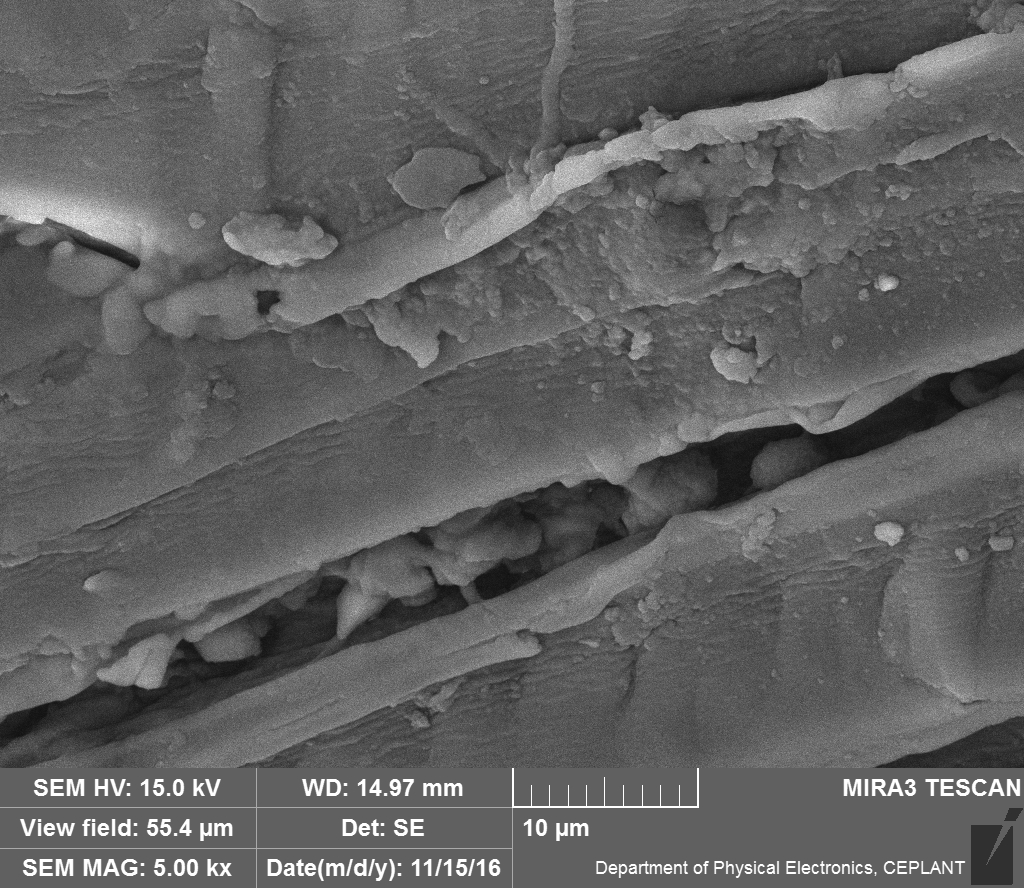 SEM HV: 15.0 kV
WD: 14.97 mm
MIRA3 TESCAN
View field: 55.4 µm
Det: SE
10 µm
SEM MAG: 5.00 kx
Date(m/d/y): 11/15/16
Department of Physical Electronics, CEPLANT